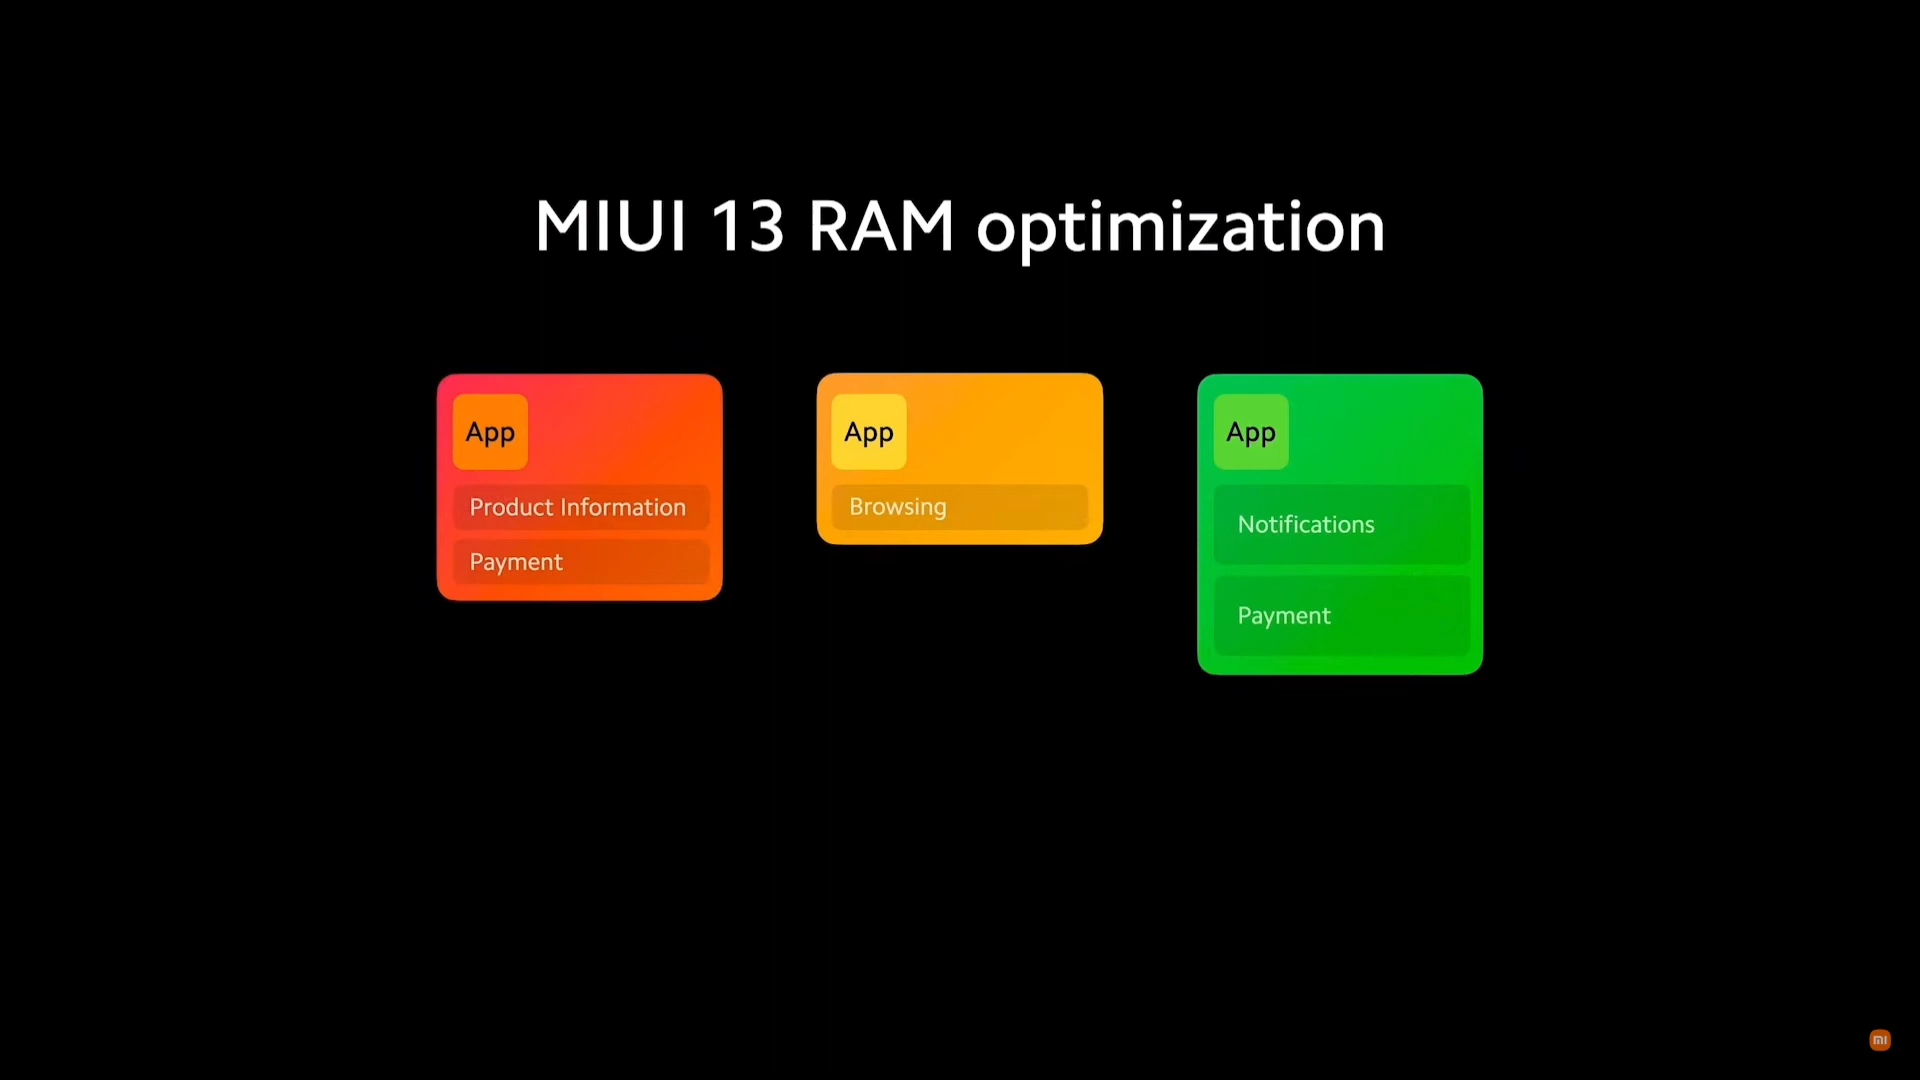 MIUI 13 RAM optimization
App
Product Information
Payment
App
Browsing
App
Notifications
Payment
mi